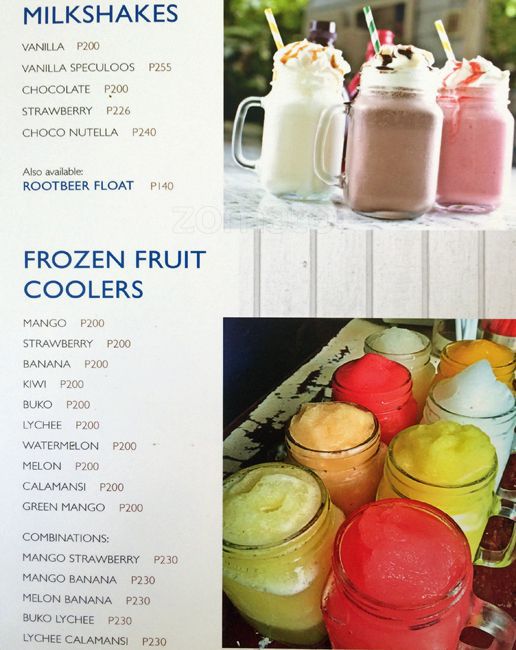 MILKSHAKES
VANILLA P200
VANILLA SPECULOOS P255
CHOCOLATE P200
STRAWBERRY P226
CHOCO NUTELLA P240
Also available:
ROOTBEER FLOAT P140
FROZEN FRUIT
COOLERS
MANGO P200
STRAWBERRY P200
BANANA P200
KIWI P200
BUKO P200
LYCHEE P200
WATERMELON P200
MELON P200
CALAMANSI P200
GREEN MANGO P200
COMBINATIONS:
MANGO STRAWBERRY P230
MANGO BANANA P230
MELON BANANA P230
BUKO LYCHEE P230
LYCHEE CALAMANSI P230